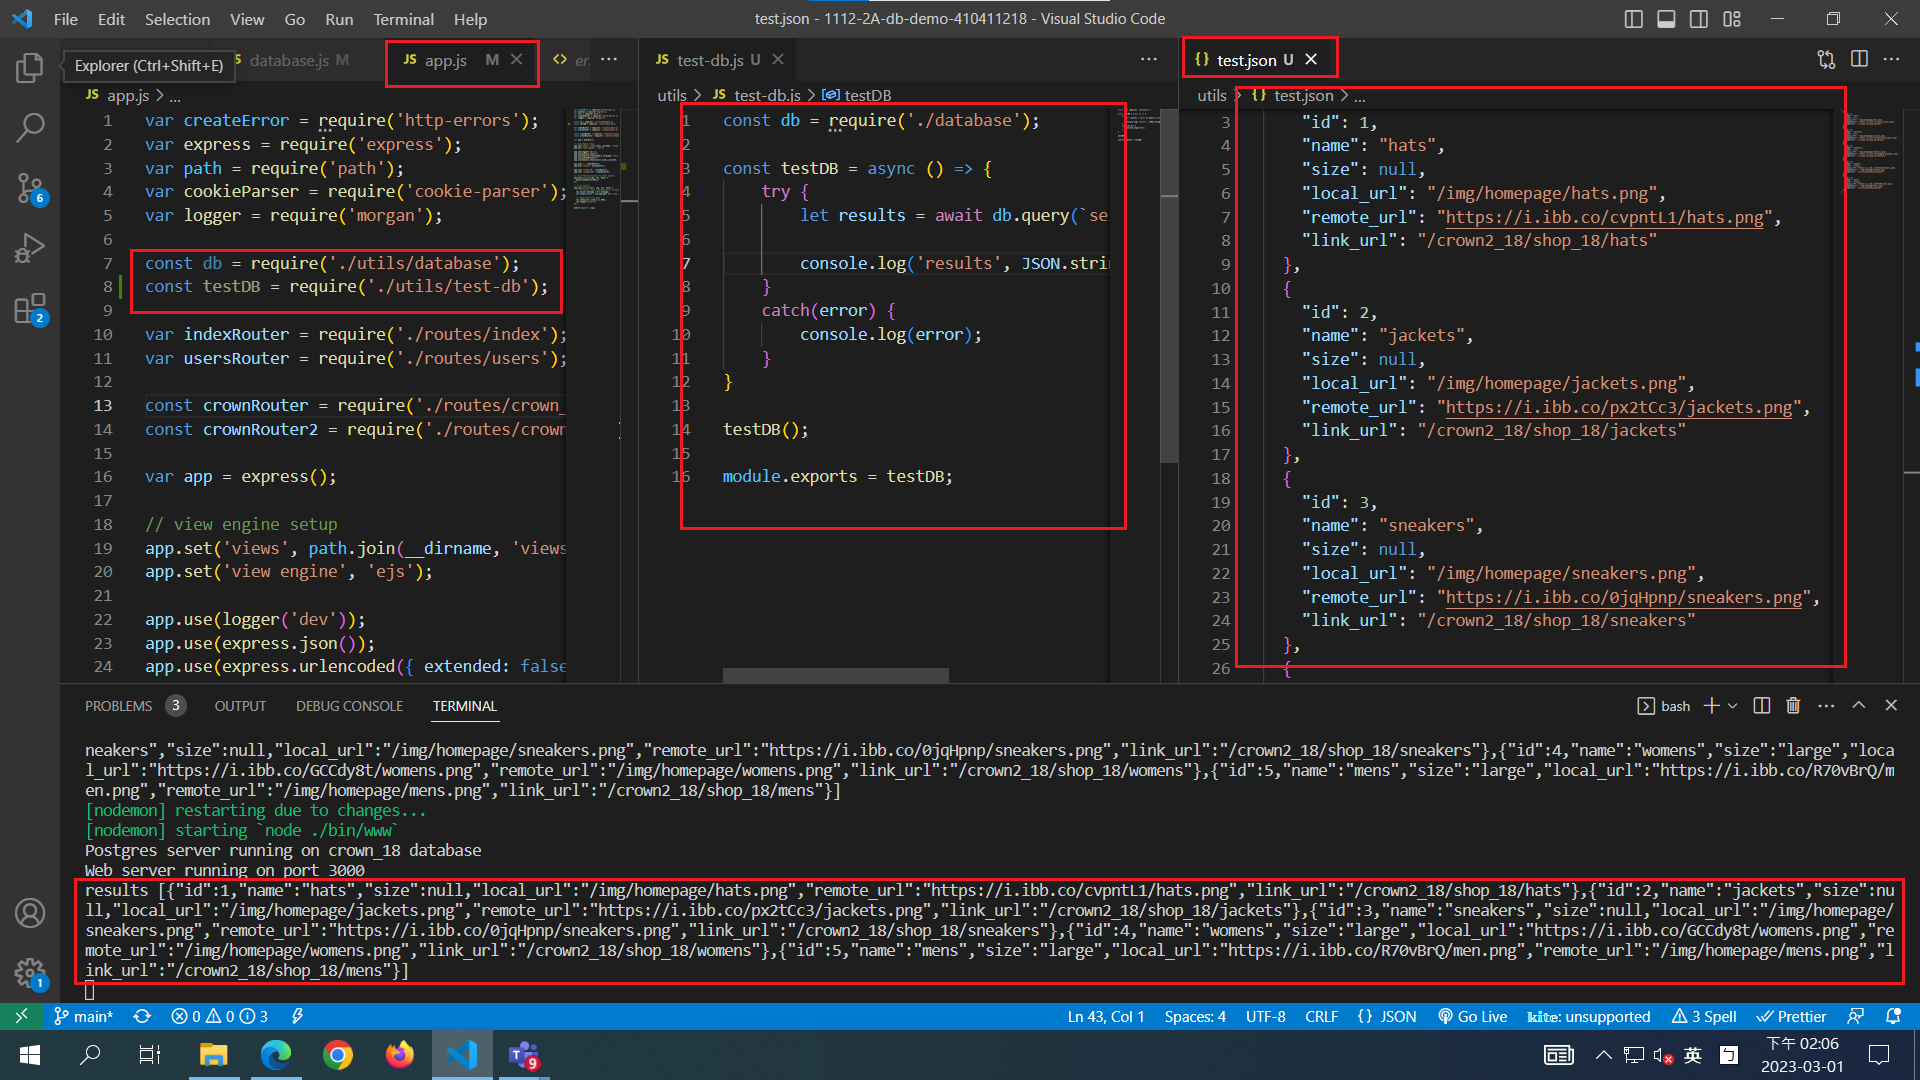 File Edit Selection View Go Run Terminal Help
test.json - 1112-2A-db-demo-410411218 - Visual Studio Code
Explorer (Ctrl+Shift+E)
database.js M
JS app.js M
JS test-db.js U
{} test.json U
JS app.js > ...
utils > JS test-db.js > testDB
utils > {} test.json > ...
1 var createError = require('http-errors');
2 var express = require('express');
3 var path = require('path');
4 var cookieParser = require('cookie-parser');
5 var logger = require('morgan');
6
7 const db = require('./utils/database');
8 const testDB = require('./utils/test-db');
9
10 var indexRouter = require('./routes/index');
11 var usersRouter = require('./routes/users');
12
13 const crownRouter = require('./routes/crown_
14 const crownRouter2 = require('./routes/crown
15
16 var app = express();
17
18 // view engine setup
19 app.set('views', path.join(__dirname, 'views
20 app.set('view engine', 'ejs');
21
22 app.use(logger('dev'));
23 app.use(express.json());
24 app.use(express.urlencoded({ extended: false
1 const db = require('./database');
2
3 const testDB = async () => {
4 try {
5 let results = await db.query(`se
6
7 console.log('results', JSON.strin
8 }
9 catch(error) {
10 console.log(error);
11 }
12 }
13
14 testDB();
15
16 module.exports = testDB;
3 "id": 1,
4 "name": "hats",
5 "size": null,
6 "local_url": "/img/homepage/hats.png",
7 "remote_url": "https://i.ibb.co/cvpntL1/hats.png",
8 "link_url": "/crown2_18/shop_18/hats"
9 },
10 {
11 "id": 2,
12 "name": "jackets",
13 "size": null,
14 "local_url": "/img/homepage/jackets.png",
15 "remote_url": "https://i.ibb.co/px2tCc3/jackets.png",
16 "link_url": "/crown2_18/shop_18/jackets"
17 },
18 {
19 "id": 3,
20 "name": "sneakers",
21 "size": null,
22 "local_url": "/img/homepage/sneakers.png",
23 "remote_url": "https://i.ibb.co/0jqHpnp/sneakers.png",
24 "link_url": "/crown2_18/shop_18/sneakers"
25 },
26 {
PROBLEMS 3 OUTPUT DEBUG CONSOLE TERMINAL
bash
neakers","size":null,"local_url":"/img/homepage/sneakers.png","remote_url":"https://i.ibb.co/0jqHpnp/sneakers.png","link_url":"/crown2_18/shop_18/sneakers"},{"id":4,"name":"womens","size":"large","loca
l_url":"https://i.ibb.co/GCCdy8t/womens.png","remote_url":"/img/homepage/womens.png","link_url":"/crown2_18/shop_18/womens"},{"id":5,"name":"mens","size":"large","local_url":"https://i.ibb.co/R70vBrQ/m
en.png","remote_url":"/img/homepage/mens.png","link_url":"/crown2_18/shop_18/mens"}]
[nodemon] restarting due to changes...
[nodemon] starting `node ./bin/www`
Postgres server running on crown_18 database
Web server running on port 3000
results [{"id":1,"name":"hats","size":null,"local_url":"/img/homepage/hats.png","remote_url":"https://i.ibb.co/cvpntL1/hats.png","link_url":"/crown2_18/shop_18/hats"},{"id":2,"name":"jackets","size":nu
ll,"local_url":"/img/homepage/jackets.png","remote_url":"https://i.ibb.co/px2tCc3/jackets.png","link_url":"/crown2_18/shop_18/jackets"},{"id":3,"name":"sneakers","size":null,"local_url":"/img/homepage/
sneakers.png","remote_url":"https://i.ibb.co/0jqHpnp/sneakers.png","link_url":"/crown2_18/shop_18/sneakers"},{"id":4,"name":"womens","size":"large","local_url":"https://i.ibb.co/GCCdy8t/womens.png","re
mote_url":"/img/homepage/womens.png","link_url":"/crown2_18/shop_18/womens"},{"id":5,"name":"mens","size":"large","local_url":"https://i.ibb.co/R70vBrQ/men.png","remote_url":"/img/homepage/mens.png","l
ink_url":"/crown2_18/shop_18/mens"}]
main* 0 0 3
Ln 43, Col 1 Spaces: 4 UTF-8 CRLF {} JSON Go Live kite: unsupported 3 Spell Prettier
6
2
1
9
英
ㄅ
下午 02:06
2023-03-01